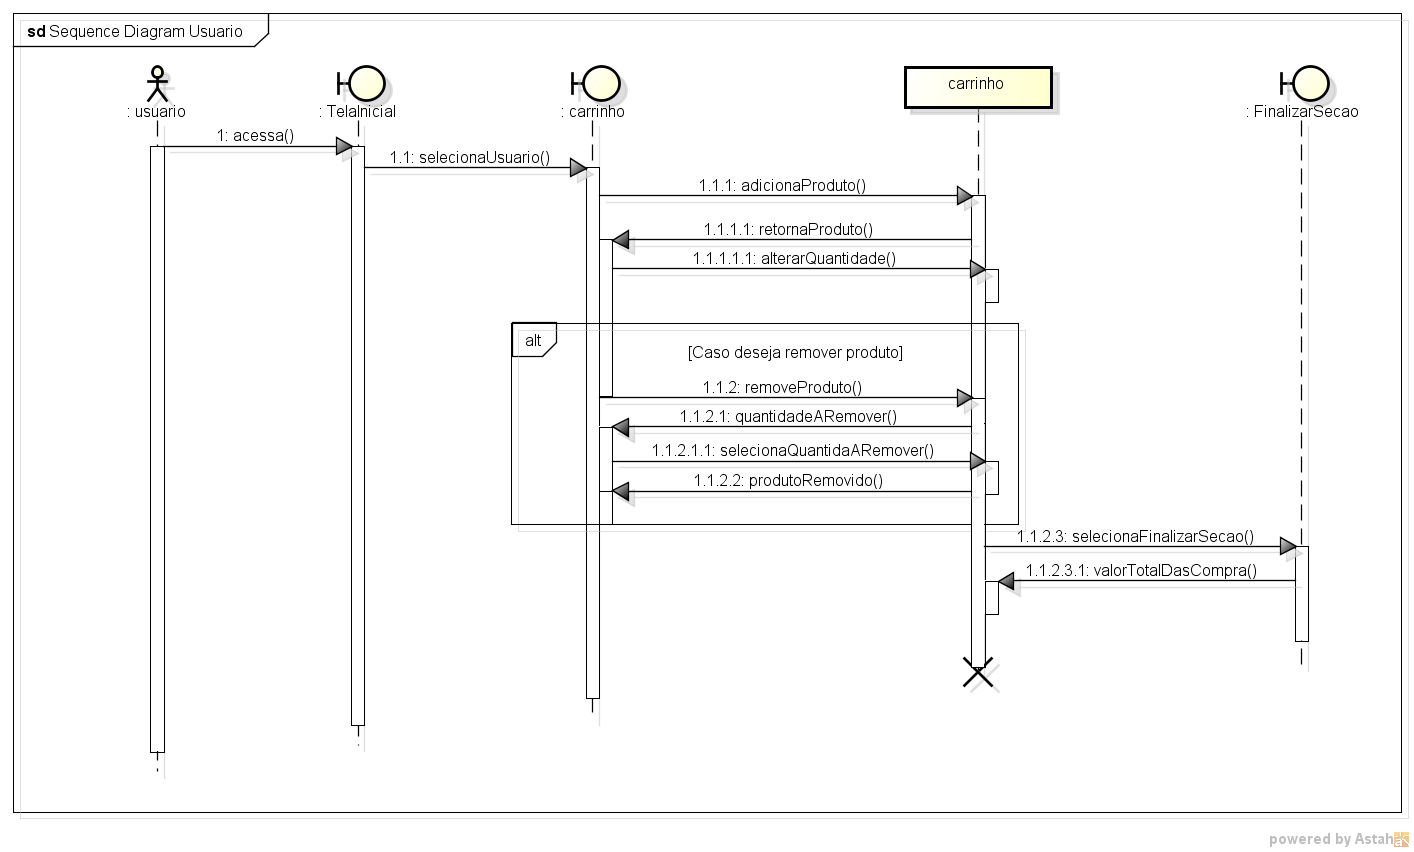 sd Sequence Diagram Usuario
: usuario
: TelaInicial
: carrinho
carrinho
: FinalizarSecao
1: acessa()
1.1: selecionaUsuario()
1.1.1: adicionaProduto()
1.1.1.1: retornaProduto()
1.1.1.1.1: alterarQuantidade()
alt
[Caso deseja remover produto]
1.1.2: removeProduto()
1.1.2.1: quantidadeARemover()
1.1.2.1.1: selecionaQuantidaARemover()
1.1.2.2: produtoRemovido()
1.1.2.3: selecionaFinalizarSecao()
1.1.2.3.1: valorTotalDasCompra()
powered by Astah